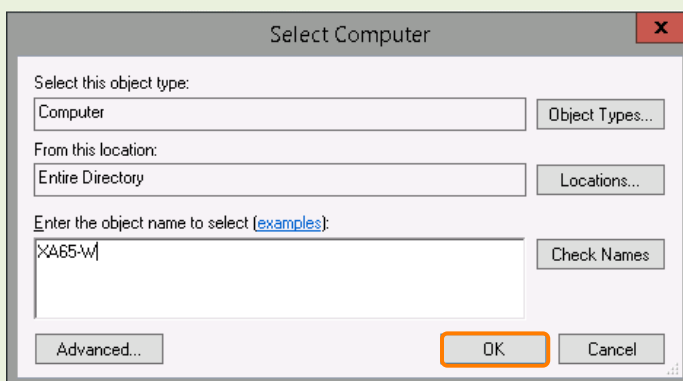 Select Computer
x
Select this object type:
Computer
Object Types...
From this location:
Entire Directory
Locations...
Enter the object name to select (examples):
XA65-W
Check Names
Advanced...
OK
Cancel